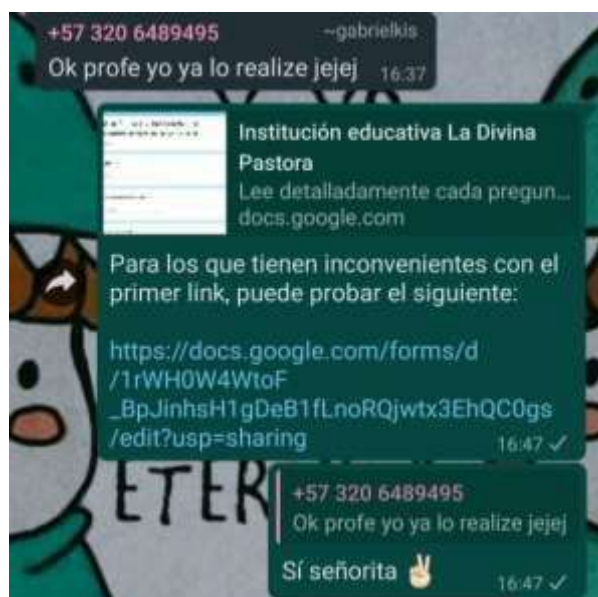 +57 320 6489495 ~gabrielkis
Ok profe yo ya lo realize jejej 16:37
Institución educativa La Divina
Pastora
Lee detalladamente cada pregun...
docs.google.com
Para los que tienen inconvenientes con el
primer link, puede probar el siguiente:
https://docs.google.com/forms/d
/1rWH0W4WtoF
_BpJinhsH1gDeB1fLnoRQjwtx3EhQC0gs
/edit?usp=sharing
16:47
ETER
+57 320 6489495
Ok profe yo ya lo realize jejej
Sí señorita ✌🏻
16:47